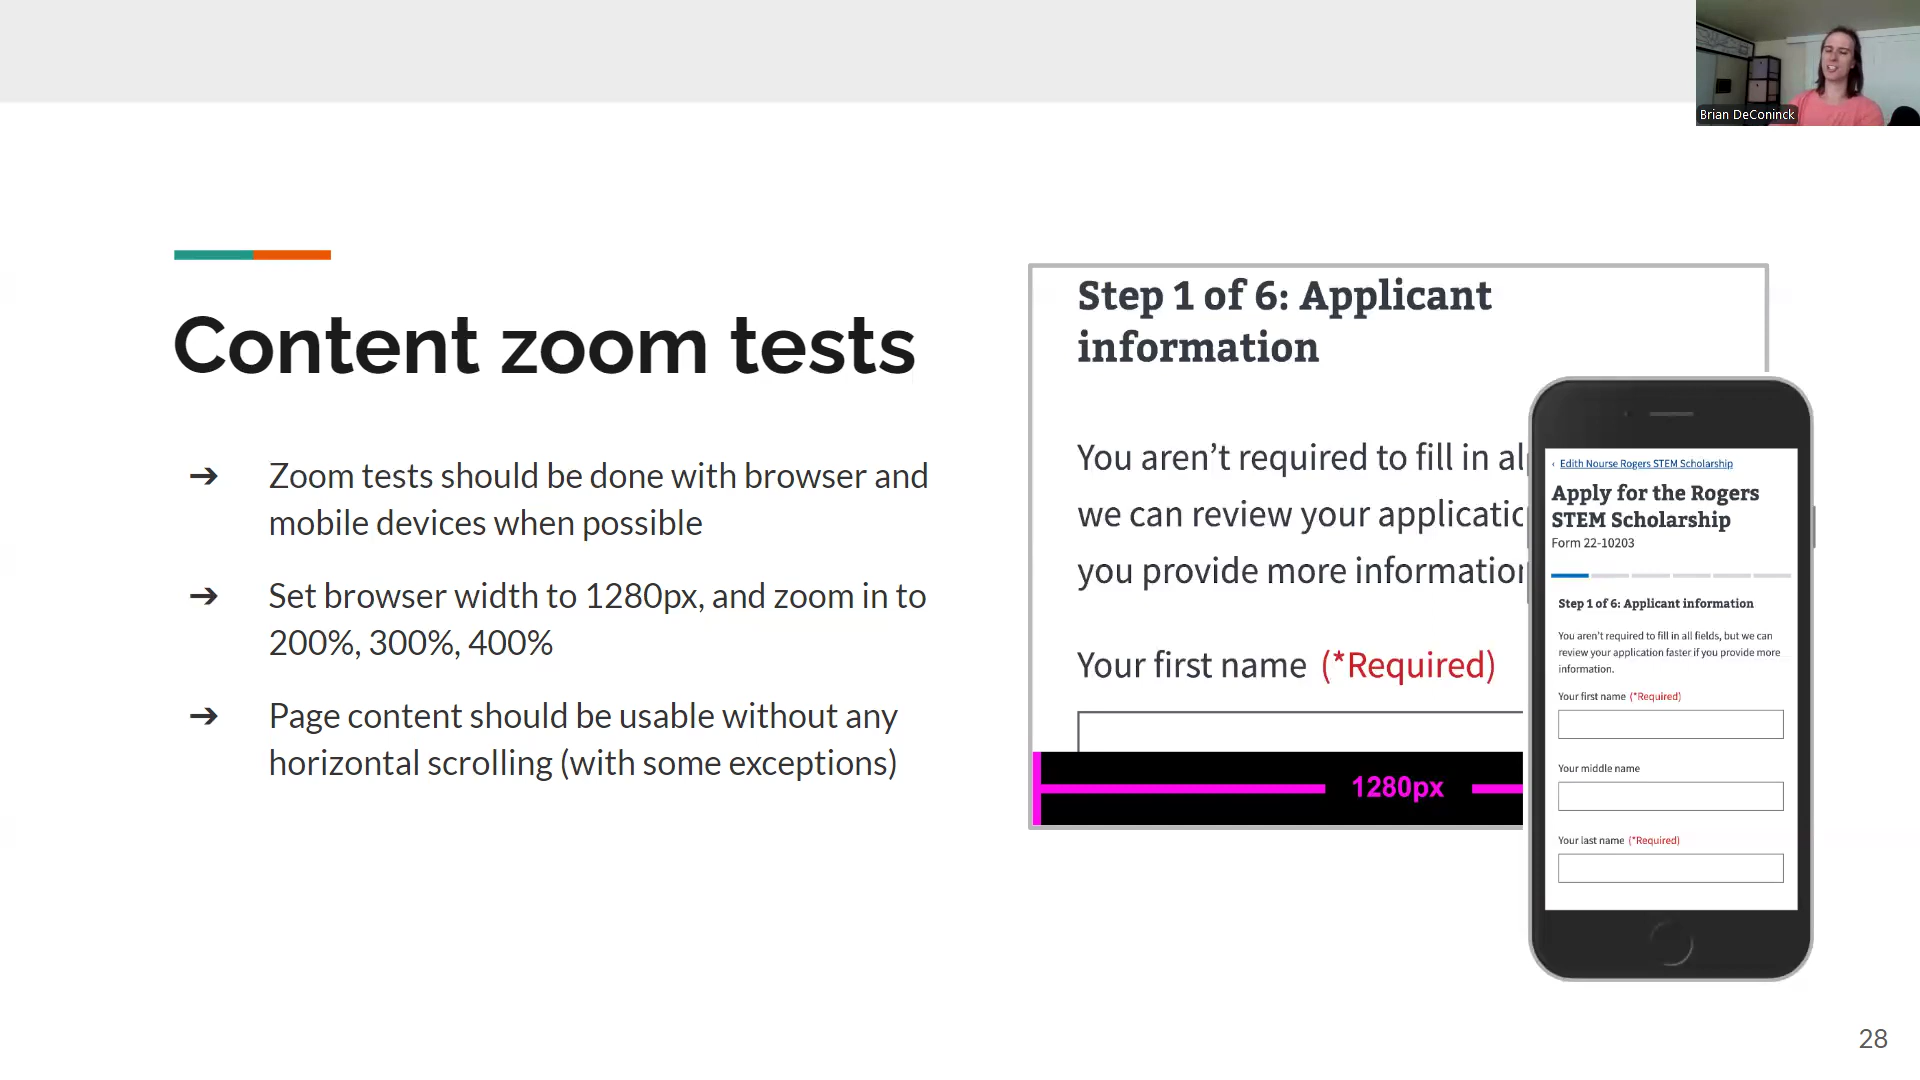 Brian DeConinck
Content zoom tests
➔ Zoom tests should be done with browser and
mobile devices when possible
➔ Set browser width to 1280px, and zoom in to
200%, 300%, 400%
➔ Page content should be usable without any
horizontal scrolling (with some exceptions)
Step 1 of 6: Applicant
information
You aren’t required to fill in al
we can review your applicatio
you provide more information
Your first name (*Required)
1280px
‹ Edith Nourse Rogers STEM Scholarship
Apply for the Rogers
STEM Scholarship
Form 22-10203
Step 1 of 6: Applicant information
You aren’t required to fill in all fields, but we can
review your application faster if you provide more
information.
Your first name (*Required)
Your middle name
Your last name (*Required)
28